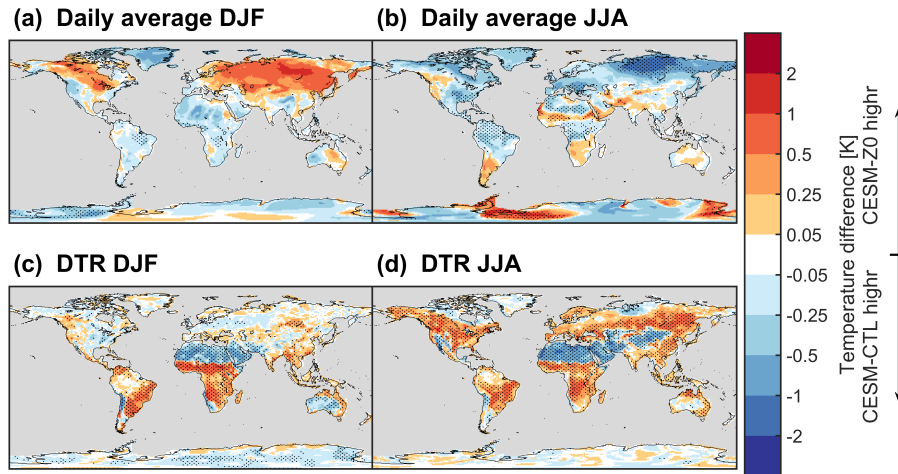 (a) Daily average DJF
(b) Daily average JJA
(c) DTR DJF
(d) DTR JJA
2
1
0.5
0.25
0.05
-0.05
-0.25
-0.5
-1
-2
Temperature difference [K]
CESM-CTL highr
CESM-Z0 highr